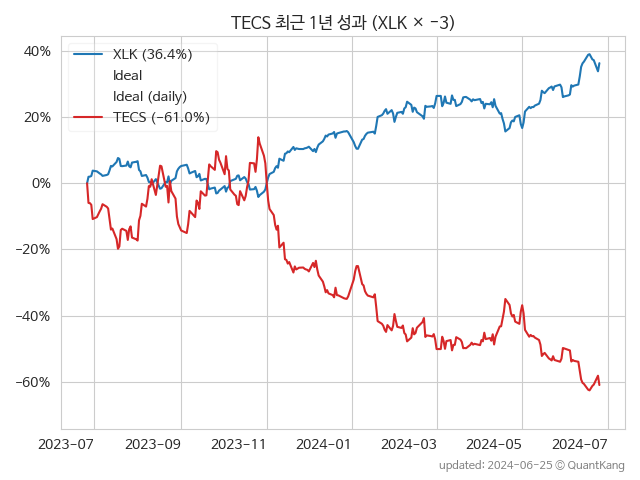 TECS 최근 1년 성과 (XLK × −3)
40%
20%
0%
−20%
−40%
−60%
XLK (36.4%)
Ideal
Ideal (daily)
TECS (−61.0%)
2023-07
2023-09
2023-11
2024-01
2024-03
2024-05
2024-07
updated: 2024-06-25 © QuantKang